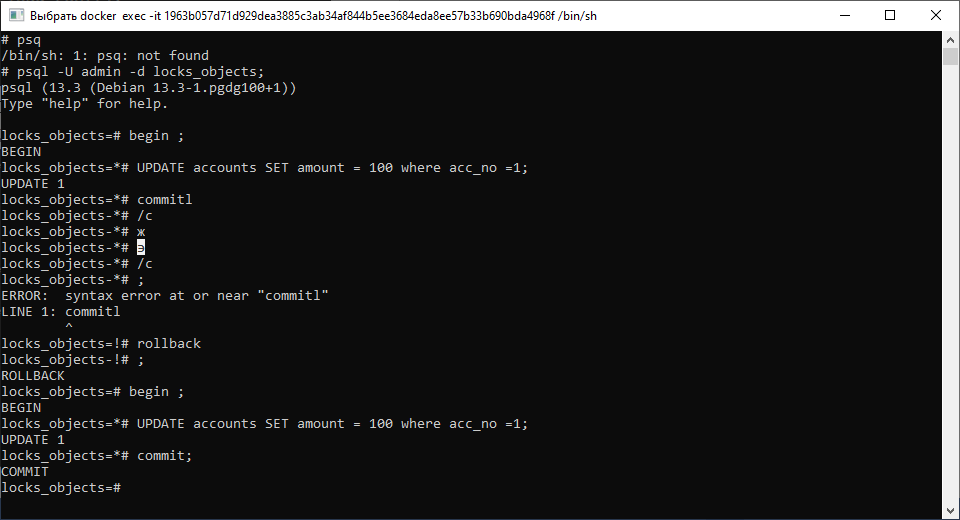 Выбрать docker  exec -it 1963b057d71d929dea3885c3ab34af844b5ee3684eda8ee57b33b690bda4968f /bin/sh
# psq
/bin/sh: 1: psq: not found
# psql -U admin -d locks_objects;
psql (13.3 (Debian 13.3-1.pgdg100+1))
Type "help" for help.
locks_objects=# begin ;
BEGIN
locks_objects=*# UPDATE accounts SET amount = 100 where acc_no =1;
UPDATE 1
locks_objects=*# commitl
locks_objects-*# /c
locks_objects-*# ж
locks_objects-*# э
locks_objects-*# /c
locks_objects-*# ;
ERROR:  syntax error at or near "commitl"
LINE 1: commitl
        ^
locks_objects=!# rollback
locks_objects-!# ;
ROLLBACK
locks_objects=# begin ;
BEGIN
locks_objects=*# UPDATE accounts SET amount = 100 where acc_no =1;
UPDATE 1
locks_objects=*# commit;
COMMIT
locks_objects=#